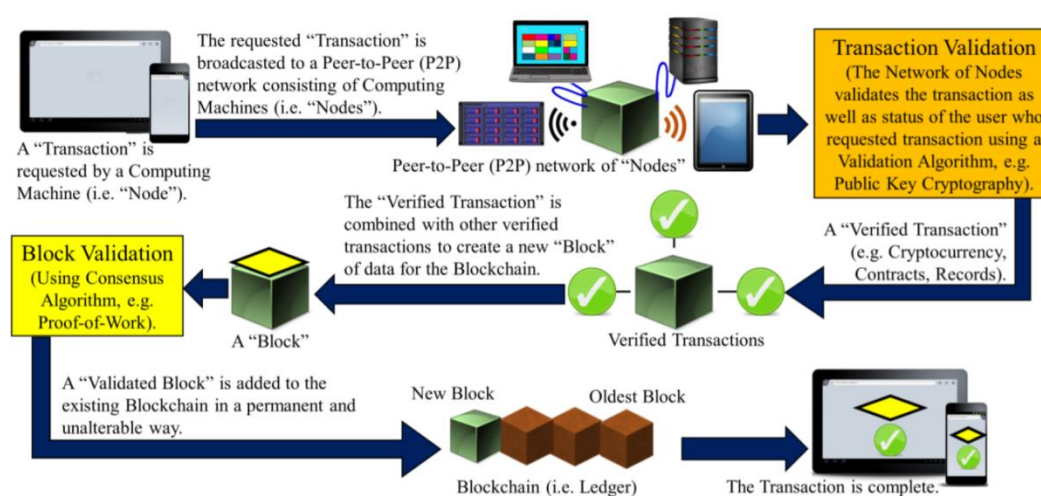 The requested “Transaction” is
broadcasted to a Peer-to-Peer (P2P)
network consisting of Computing
Machines (i.e. “Nodes”).
A “Transaction” is
requested by a Computing
Machine (i.e. “Node”).
Peer-to-Peer (P2P) network of “Nodes”
Transaction Validation
(The Network of Nodes
validates the transaction as
well as status of the user who
requested transaction using a
Validation Algorithm, e.g.
Public Key Cryptography).
A “Verified Transaction”
(e.g. Cryptocurrency,
Contracts, Records).
Verified Transactions
The “Verified Transaction” is
combined with other verified
transactions to create a new “Block”
of data for the Blockchain.
A “Block”
Block Validation
(Using Consensus
Algorithm, e.g.
Proof-of-Work).
A “Validated Block” is added to the
existing Blockchain in a permanent and
unalterable way.
New Block
Oldest Block
Blockchain (i.e. Ledger)
The Transaction is complete.